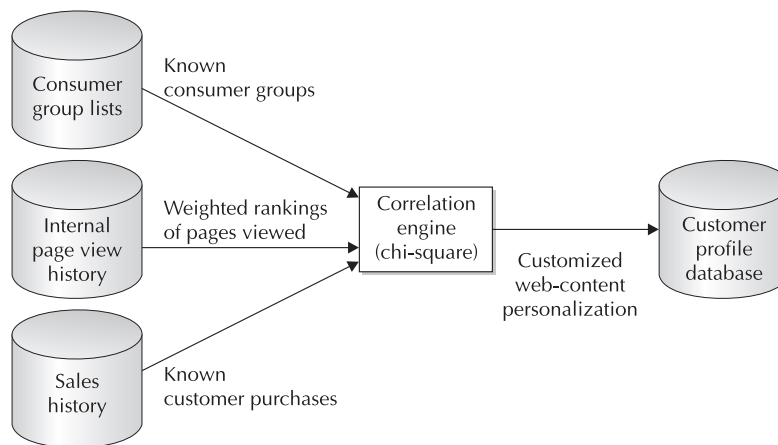 Consumer
group lists
Known
consumer groups
Internal
page view
history
Weighted rankings
of pages viewed
Sales
history
Known
customer purchases
Correlation
engine
(chi-square)
Customized
web-content
personalization
Customer
profile
database